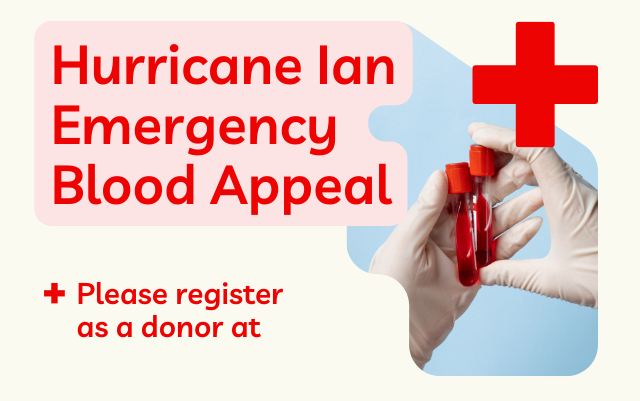 Hurricane Ian
Emergency
Blood Appeal
Please register
as a donor at